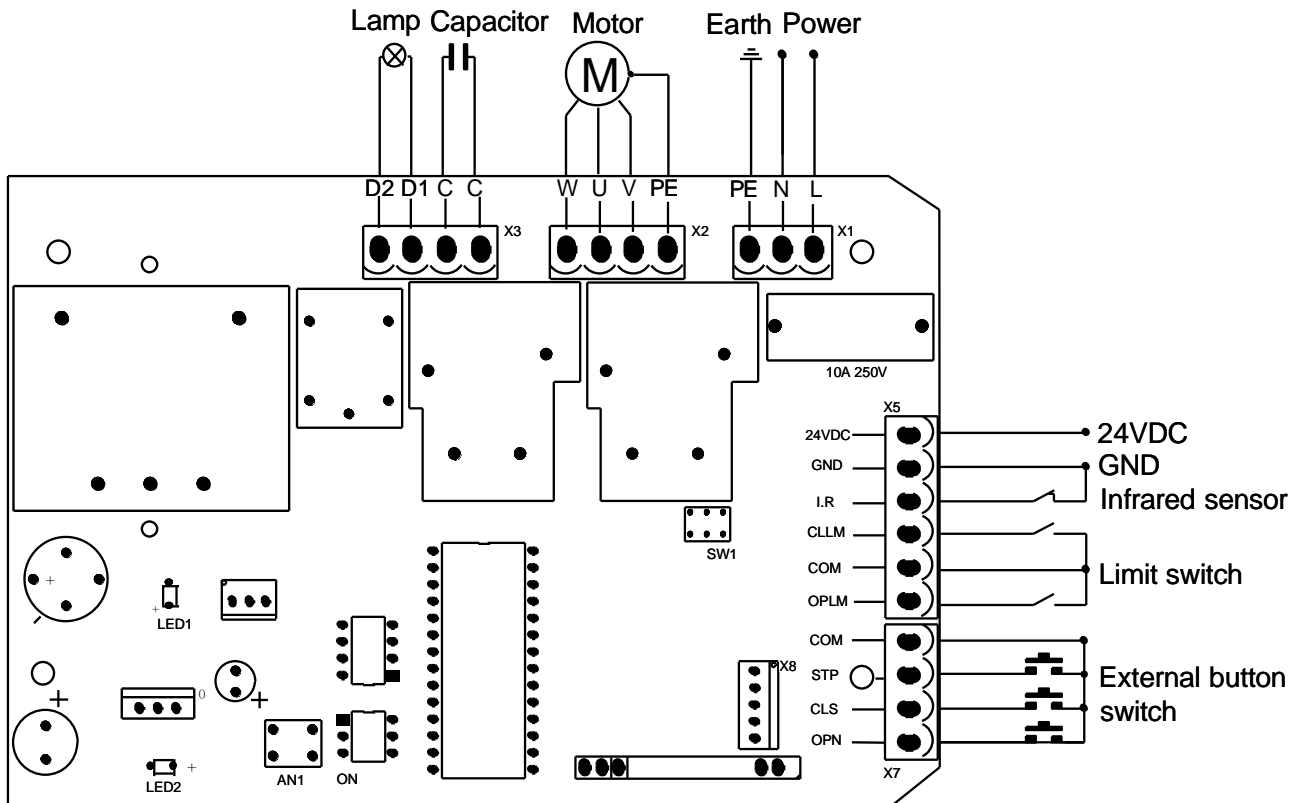 Lamp Capacitor Motor Earth Power
M
D2 D1 C C W U V PE PE N L
X3 X2 X1
10A 250V
X5
24VDC 24VDC
GND GND
I.R Infrared sensor
CLLM
SW1
COM Limit switch
OPLM
+
+
LED1
COM
X8
STP External button
CLS switch
+ + 0
OPN
+
LED2 AN1 ON X7